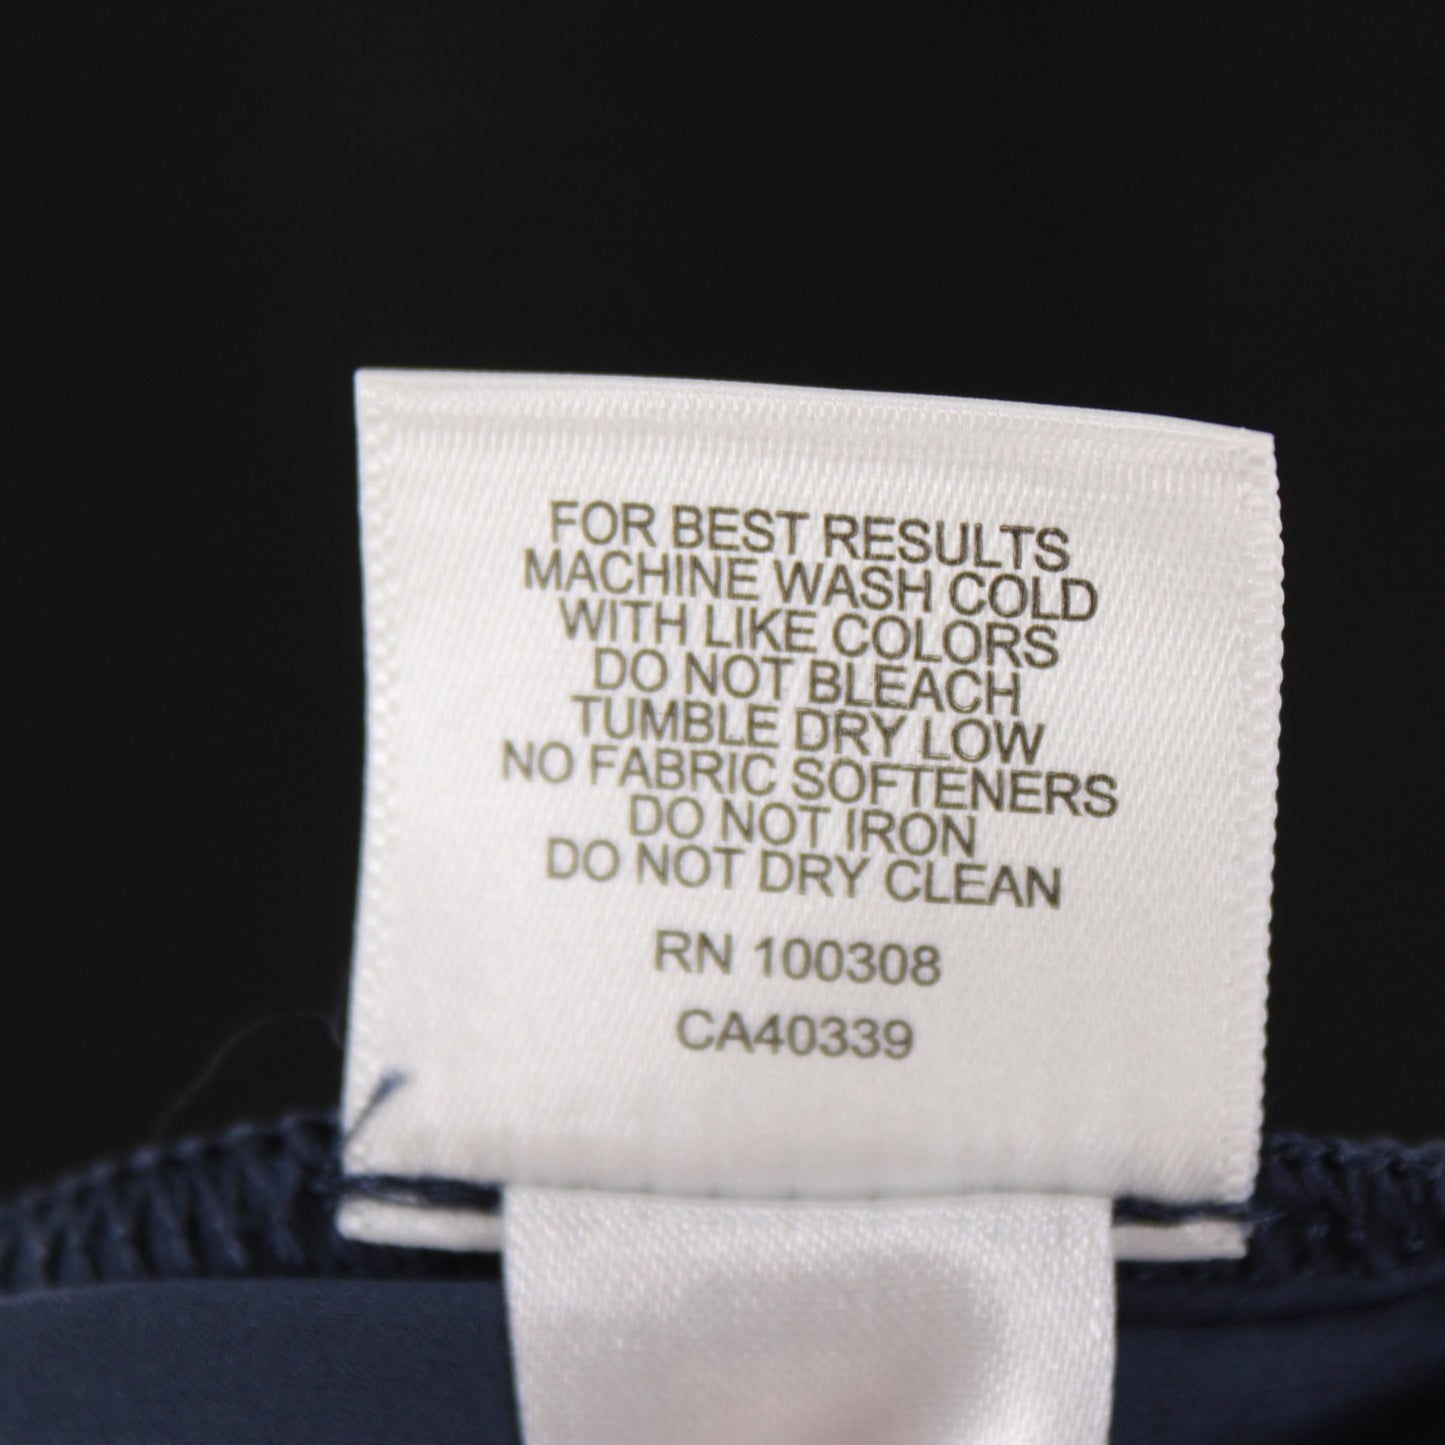 FOR BEST RESULTS
MACHINE WASH COLD
WITH LIKE COLORS
DO NOT BLEACH
TUMBLE DRY LOW
NO FABRIC SOFTENERS
DO NOT IRON
DO NOT DRY CLEAN
RN 100308
CA40339